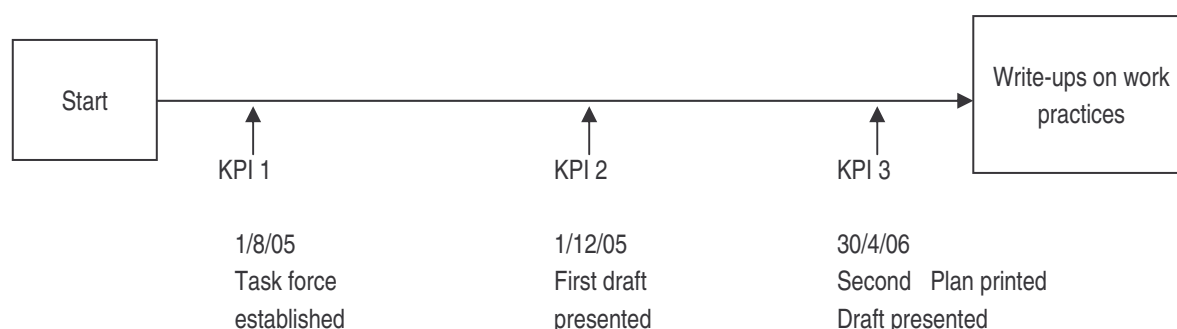 Start
Write-ups on work
practices
KPI 1
KPI 2
KPI 3
1/8/05
Task force
established
1/12/05
First draft
presented
30/4/06
Second Plan printed
Draft presented